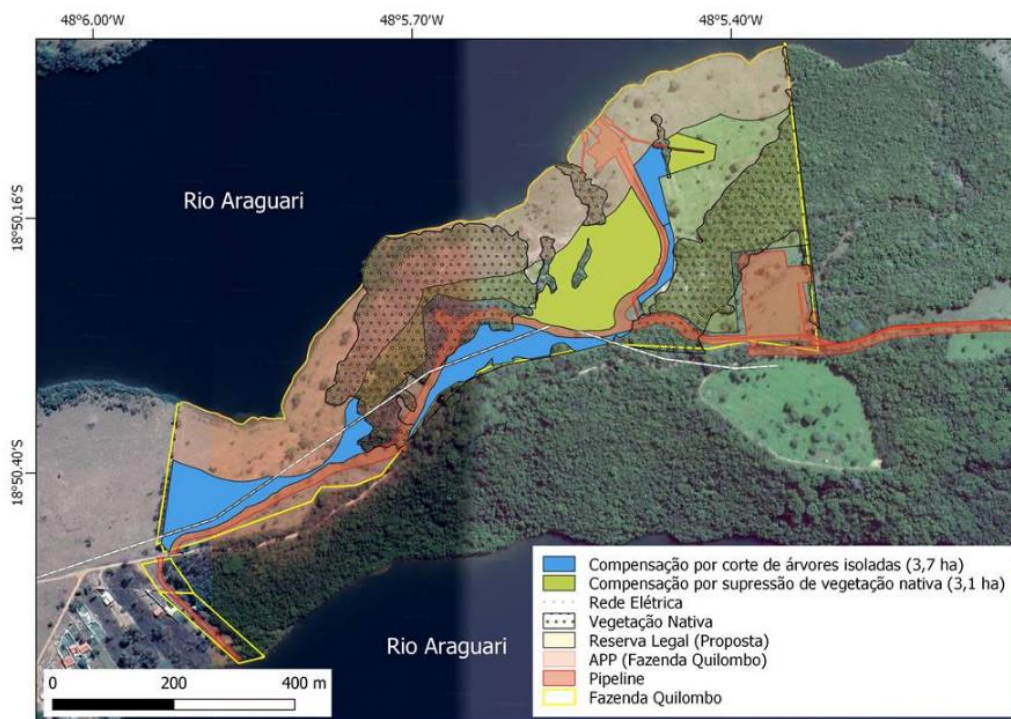 48°6.00'W 48°5.70'W 48°5.40'W
18°50.16'S
18°50.40'S
Rio Araguari
Rio Araguari
Compensação por corte de árvores isoladas (3,7 ha)
Compensação por supressão de vegetação nativa (3,1 ha)
Rede Elétrica
Vegetação Nativa
Reserva Legal (Proposta)
APP (Fazenda Quilombo)
Pipeline
Fazenda Quilombo
0 200 400 m